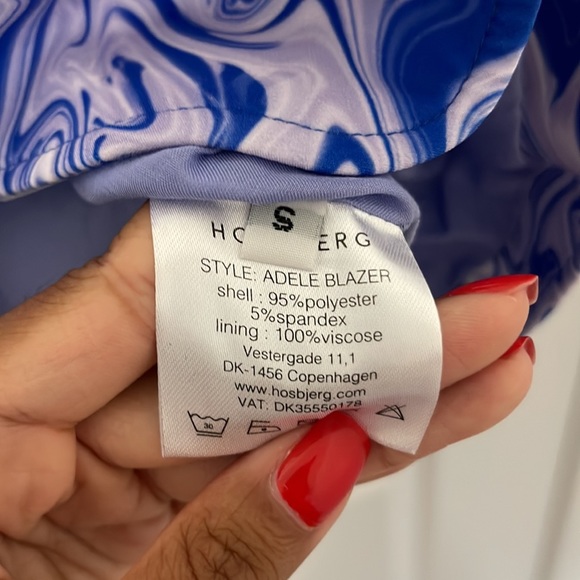 S
HO ERG
STYLE: ADELE BLAZER
shell : 95%polyester
5%spandex
lining : 100%viscose
Vestergade 11,1
DK-1456 Copenhagen
www.hosbjerg.com
VAT. DK35550178
30